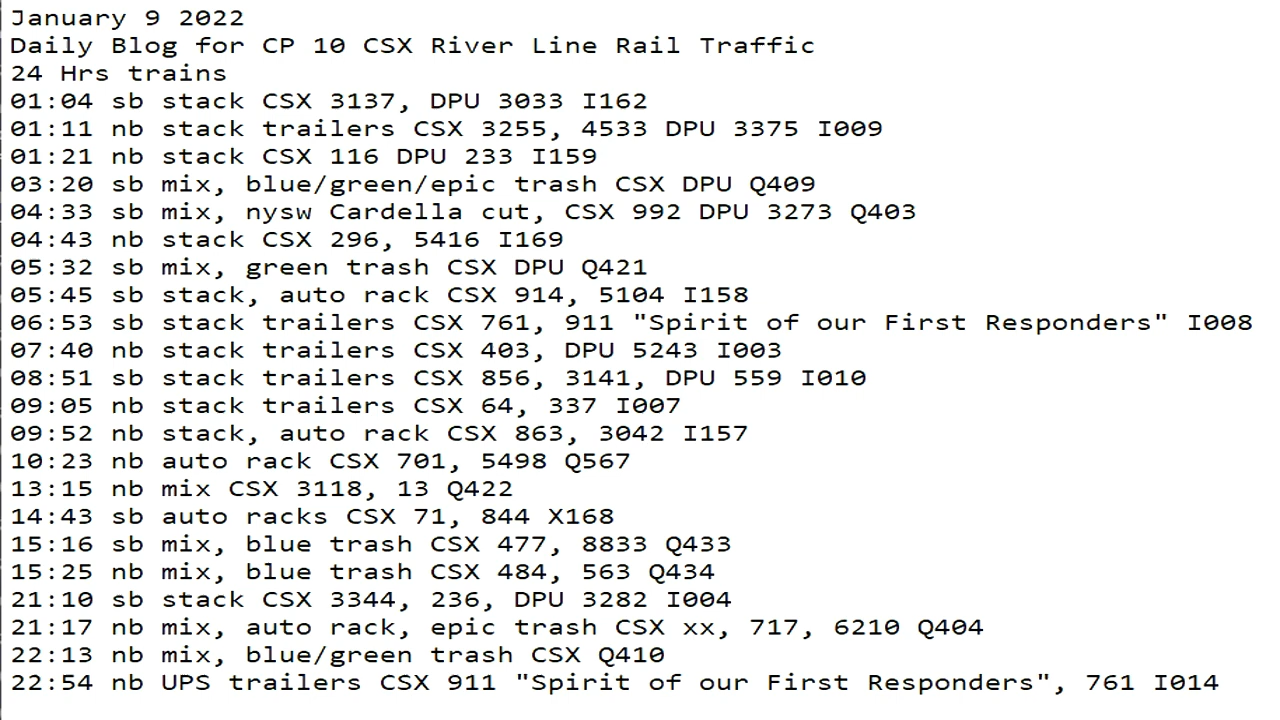 January 9 2022
Daily Blog for CP 10 CSX River Line Rail Traffic
24 Hrs trains
01:04 sb stack CSX 3137, DPU 3033 I162
01:11 nb stack trailers CSX 3255, 4533 DPU 3375 I009
01:21 nb stack CSX 116 DPU 233 I159
03:20 sb mix, blue/green/epic trash CSX DPU Q409
04:33 sb mix, nysw Cardella cut, CSX 992 DPU 3273 Q403
04:43 nb stack CSX 296, 5416 I169
05:32 sb mix, green trash CSX DPU Q421
05:45 sb stack, auto rack CSX 914, 5104 I158
06:53 sb stack trailers CSX 761, 911 "Spirit of our First Responders" I008
07:40 nb stack trailers CSX 403, DPU 5243 I003
08:51 sb stack trailers CSX 856, 3141, DPU 559 I010
09:05 nb stack trailers CSX 64, 337 I007
09:52 nb stack, auto rack CSX 863, 3042 I157
10:23 nb auto rack CSX 701, 5498 Q567
13:15 nb mix CSX 3118, 13 Q422
14:43 sb auto racks CSX 71, 844 X168
15:16 sb mix, blue trash CSX 477, 8833 Q433
15:25 nb mix, blue trash CSX 484, 563 Q434
21:10 sb stack CSX 3344, 236, DPU 3282 I004
21:17 nb mix, auto rack, epic trash CSX xx, 717, 6210 Q404
22:13 nb mix, blue/green trash CSX Q410
22:54 nb UPS trailers CSX 911 "Spirit of our First Responders", 761 I014